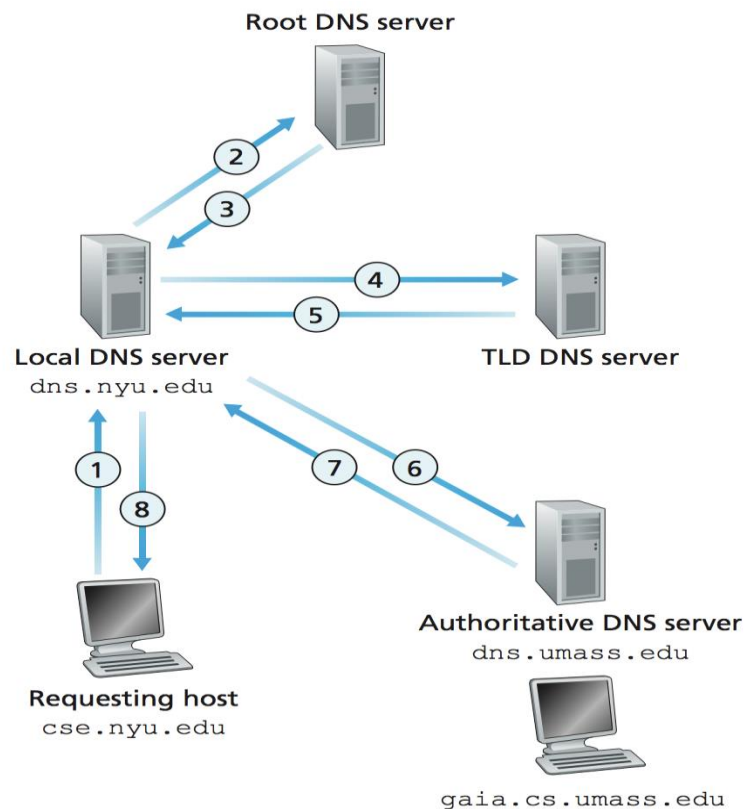 Root DNS server
2
3
4
5
Local DNS server
dns.nyu.edu
TLD DNS server
1
8
7
6
Authoritative DNS server
dns.umass.edu
Requesting host
cse.nyu.edu
gaia.cs.umass.edu